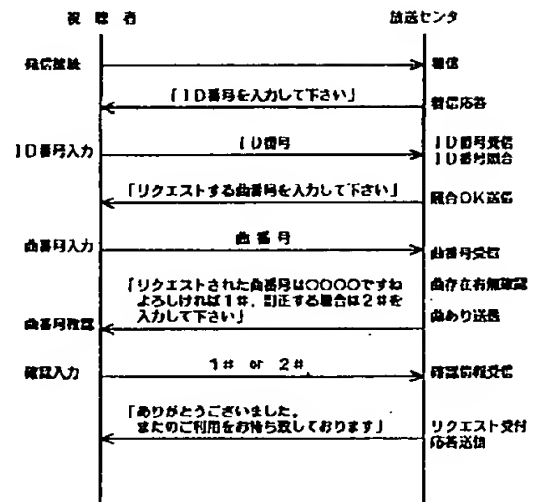 視聴者 放送センタ
発信接続 着信
「ID番号を入力して下さい」 着信応答
ID番号入力 ID番号 ID番号受信
ID番号照合
「リクエストする曲番号を入力して下さい」 照合OK送信
曲番号入力 曲番号 曲番号受信
「リクエストされた曲番号は〇〇〇〇ですね 曲存在有無確認
よろしければ1#，訂正する場合は2#を
入力して下さい」 曲あり送信
曲番号確認
確認入力 1# or 2# 確認情報受信
「ありがとうございました。
またのご利用をお待ち致しております」 リクエスト受付
応答送信